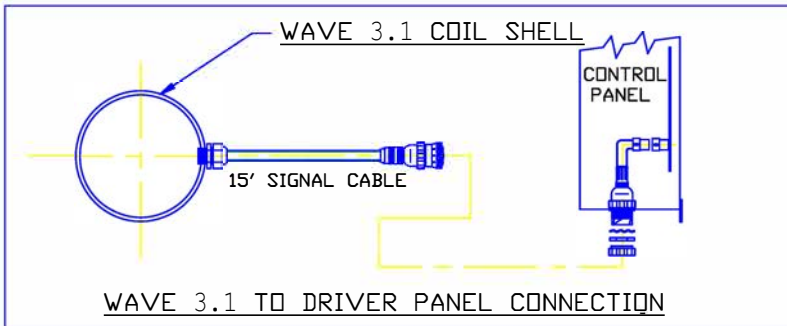 WAVE 3.1 COIL SHELL
CONTROL
PANEL
15' SIGNAL CABLE
WAVE 3.1 TO DRIVER PANEL CONNECTION